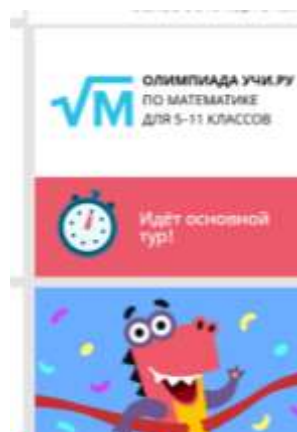 ОЛИМПИАДА УЧИ.РУ
ПО МАТЕМАТИКЕ
ДЛЯ 5–11 КЛАССОВ
√M
Идёт основной
тур!